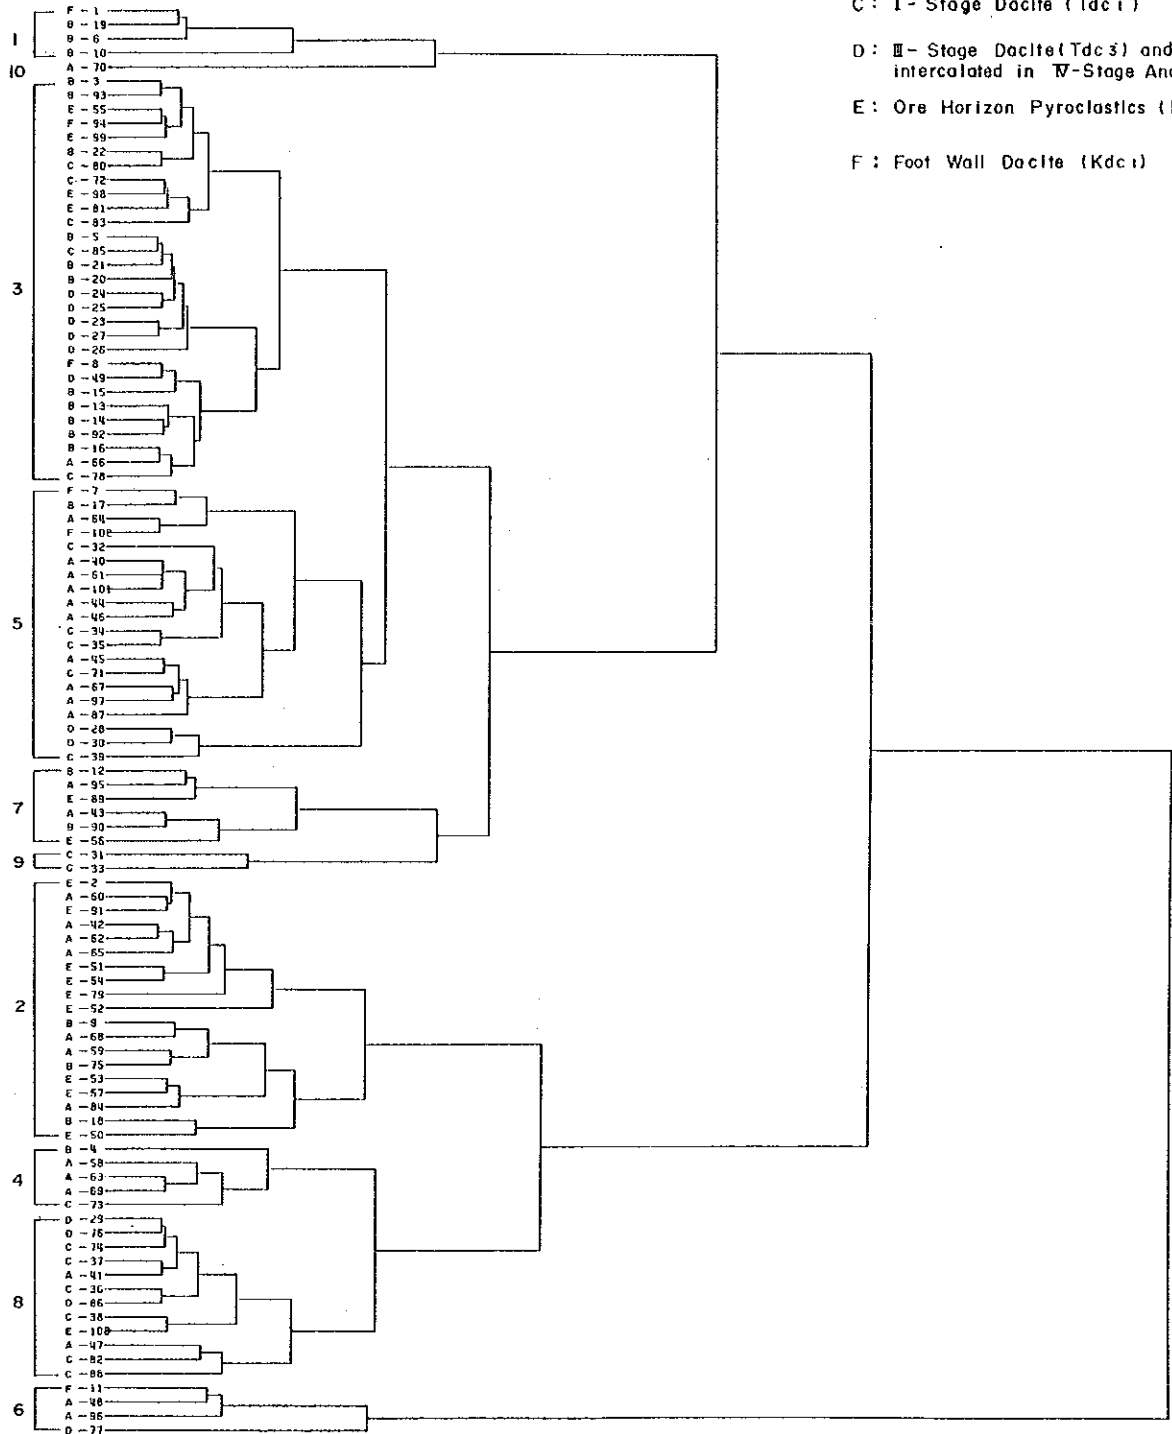 C : I - Stage Dacite ( Tdc 1 )
D : III - Stage Dacite ( Tdc 3 ) and
intercalated in IV - Stage
E : Ore Horizon Pyroclastics
F : Foot Wall Dacite ( Kdc 1 )
1
F - 1
B - 19
B - 6
B - 10
10
A - 70
3
B - 3
B - 93
E - 55
F - 94
E - 99
B - 22
C - 80
C - 72
E - 98
E - 81
C - 83
B - 5
C - 85
B - 21
B - 20
D - 24
D - 25
D - 23
D - 27
D - 26
F - 8
D - 49
B - 15
B - 13
B - 14
B - 92
B - 16
A - 66
C - 78
5
F - 7
B - 17
A - 64
F - 102
C - 32
A - 40
A - 61
A - 101
A - 44
A - 46
C - 34
C - 35
A - 45
C - 71
A - 67
A - 97
A - 87
D - 28
D - 30
C - 39
7
B - 12
A - 95
E - 89
A - 43
B - 90
E - 56
9
C - 31
C - 33
2
E - 2
A - 60
E - 91
A - 42
A - 62
A - 65
E - 51
E - 54
E - 79
E - 52
B - 9
A - 68
A - 59
B - 75
E - 53
E - 57
A - 84
B - 18
E - 50
4
B - 4
A - 58
A - 63
A - 69
C - 73
8
D - 29
D - 76
C - 74
C - 37
A - 41
C - 36
D - 86
C - 38
E - 100
A - 47
C - 82
C - 88
6
F - 11
A - 48
A - 96
D - 77